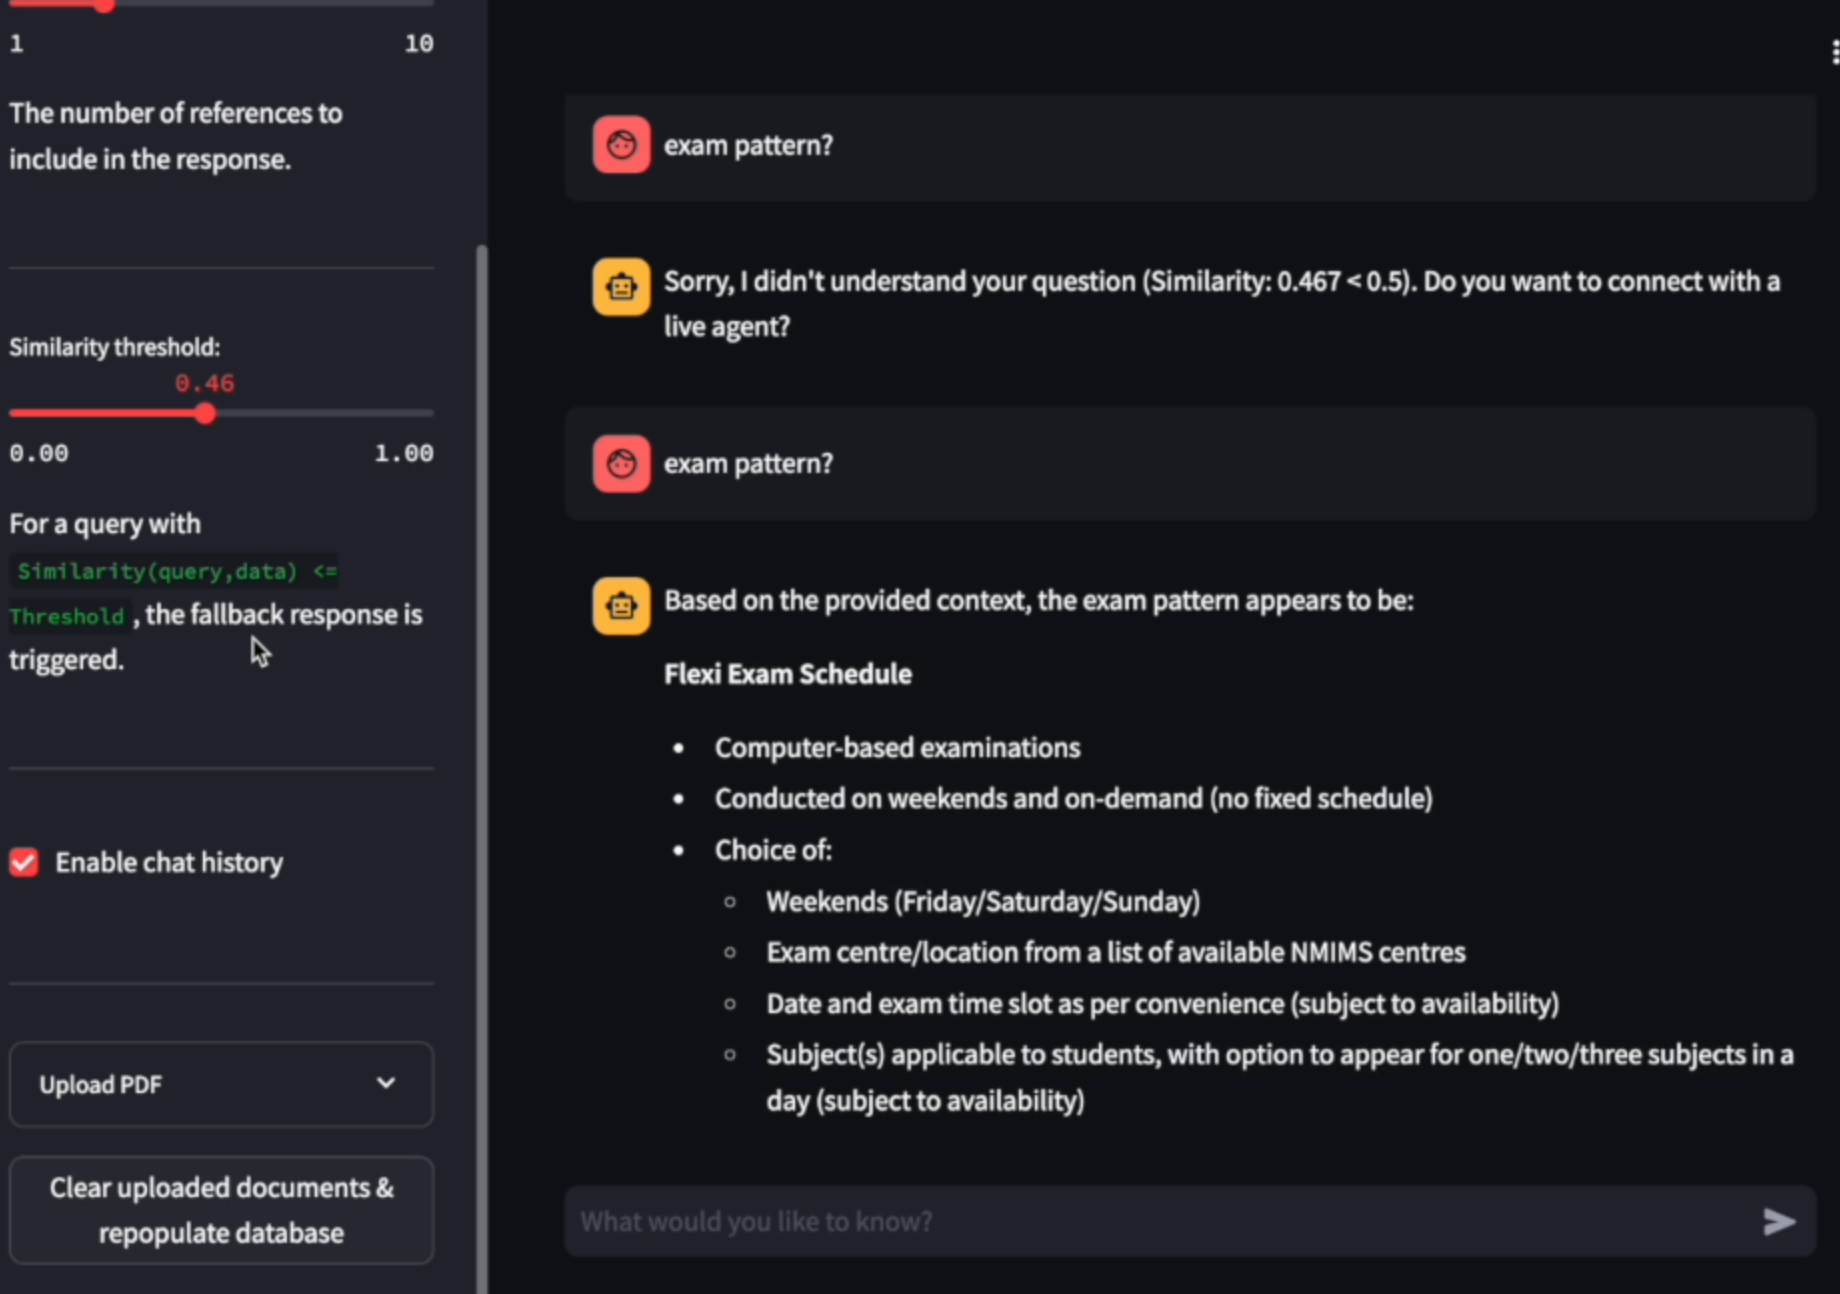 1 10
The number of references to
include in the response.
Similarity threshold:
0.46
0.00 1.00
For a query with
Similarity(query,data) <=
Threshold , the fallback response is
triggered.
Enable chat history
Upload PDF
Clear uploaded documents &
repopulate database
exam pattern?
Sorry, I didn't understand your question (Similarity: 0.467 < 0.5). Do you want to connect with a
live agent?
exam pattern?
Based on the provided context, the exam pattern appears to be:
Flexi Exam Schedule
• Computer-based examinations
• Conducted on weekends and on-demand (no fixed schedule)
• Choice of:
◦ Weekends (Friday/Saturday/Sunday)
◦ Exam centre/location from a list of available NMIMS centres
◦ Date and exam time slot as per convenience (subject to availability)
◦ Subject(s) applicable to students, with option to appear for one/two/three subjects in a
day (subject to availability)
What would you like to know?